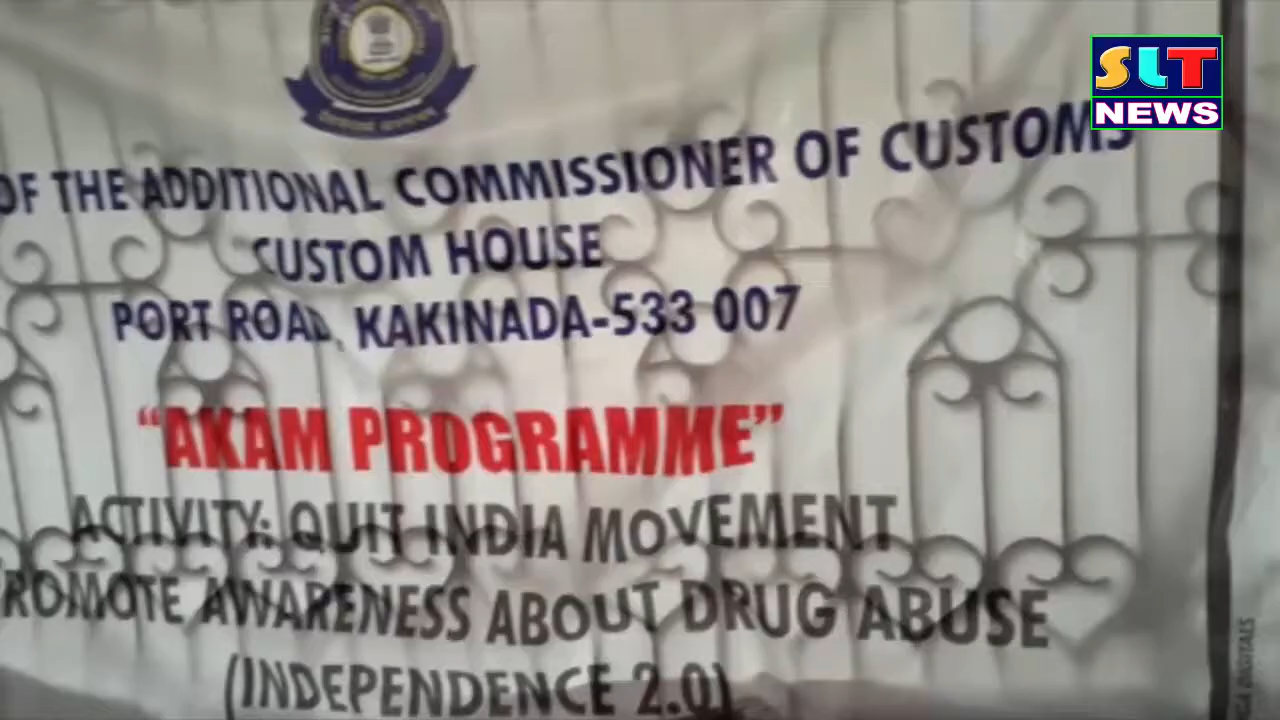 SLT
NEWS
OF THE ADDITIONAL COMMISSIONER OF CUSTOMS
CUSTOM HOUSE
PORT ROAD, KAKINADA-533 007
"AKAM PROGRAMME"
ACTIVITY: QUIT INDIA MOVEMENT
ROMOTE AWARENESS ABOUT DRUG ABUSE
(INDEPENDENCE 2.0)